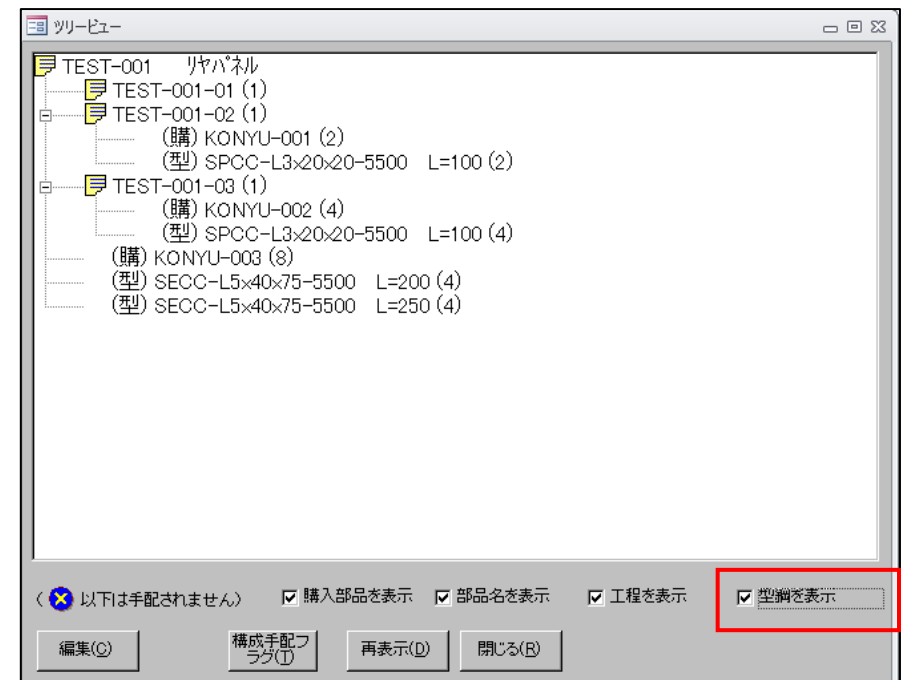 ツリービュー
TEST-001 リヤパネル
TEST-001-01 (1)
TEST-001-02 (1)
(購) KONYU-001 (2)
(型) SPCC-L3x20x20-5500 L=100 (2)
TEST-001-03 (1)
(購) KONYU-002 (4)
(型) SPCC-L3x20x20-5500 L=100 (4)
(購) KONYU-003 (8)
(型) SECC-L5x40x75-5500 L=200 (4)
(型) SECC-L5x40x75-5500 L=250 (4)
( 以下は手配されません) 購入部品を表示 部品名を表示 工程を表示 型鋼を表示
編集(C) 構成手配フ
ラグ(T) 再表示(D) 閉じる(R)